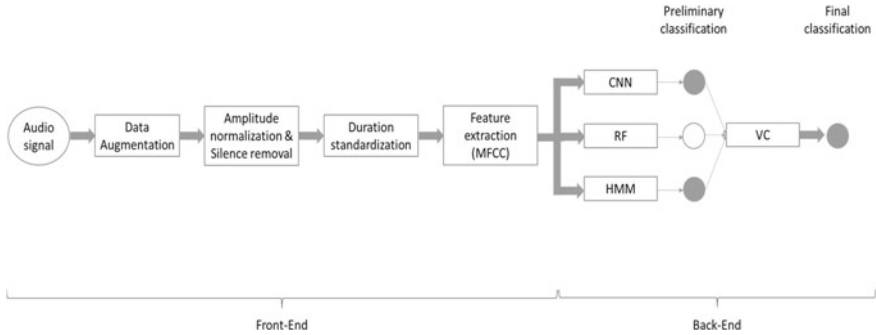 Preliminary
classification
Final
classification
Audio
signal
Data
Augmentation
Amplitude
normalization &
Silence removal
Duration
standardization
Feature
extraction
(MFCC)
CNN
RF
HMM
VC
Front-End
Back-End